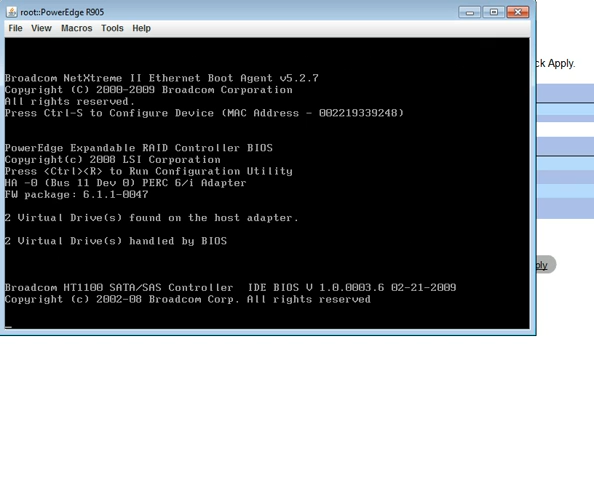 root::PowerEdge R905
File View Macros Tools Help
Broadcom NetXtreme II Ethernet Boot Agent v5.2.7
Copyright (C) 2000-2009 Broadcom Corporation
All rights reserved.
Press Ctrl-S to Configure Device (MAC Address - 002219339248)
PowerEdge Expandable RAID Controller BIOS
Copyright(c) 2008 LSI Corporation
Press <Ctrl><R> to Run Configuration Utility
HA -0 (Bus 11 Dev 0) PERC 6/i Adapter
FW package: 6.1.1-0047
2 Virtual Drive(s) found on the host adapter.
2 Virtual Drive(s) handled by BIOS
Broadcom HT1100 SATA/SAS Controller  IDE BIOS V 1.0.0003.6 02-21-2009
Copyright (c) 2002-08 Broadcom Corp. All rights reserved
_
ck Apply.
ply